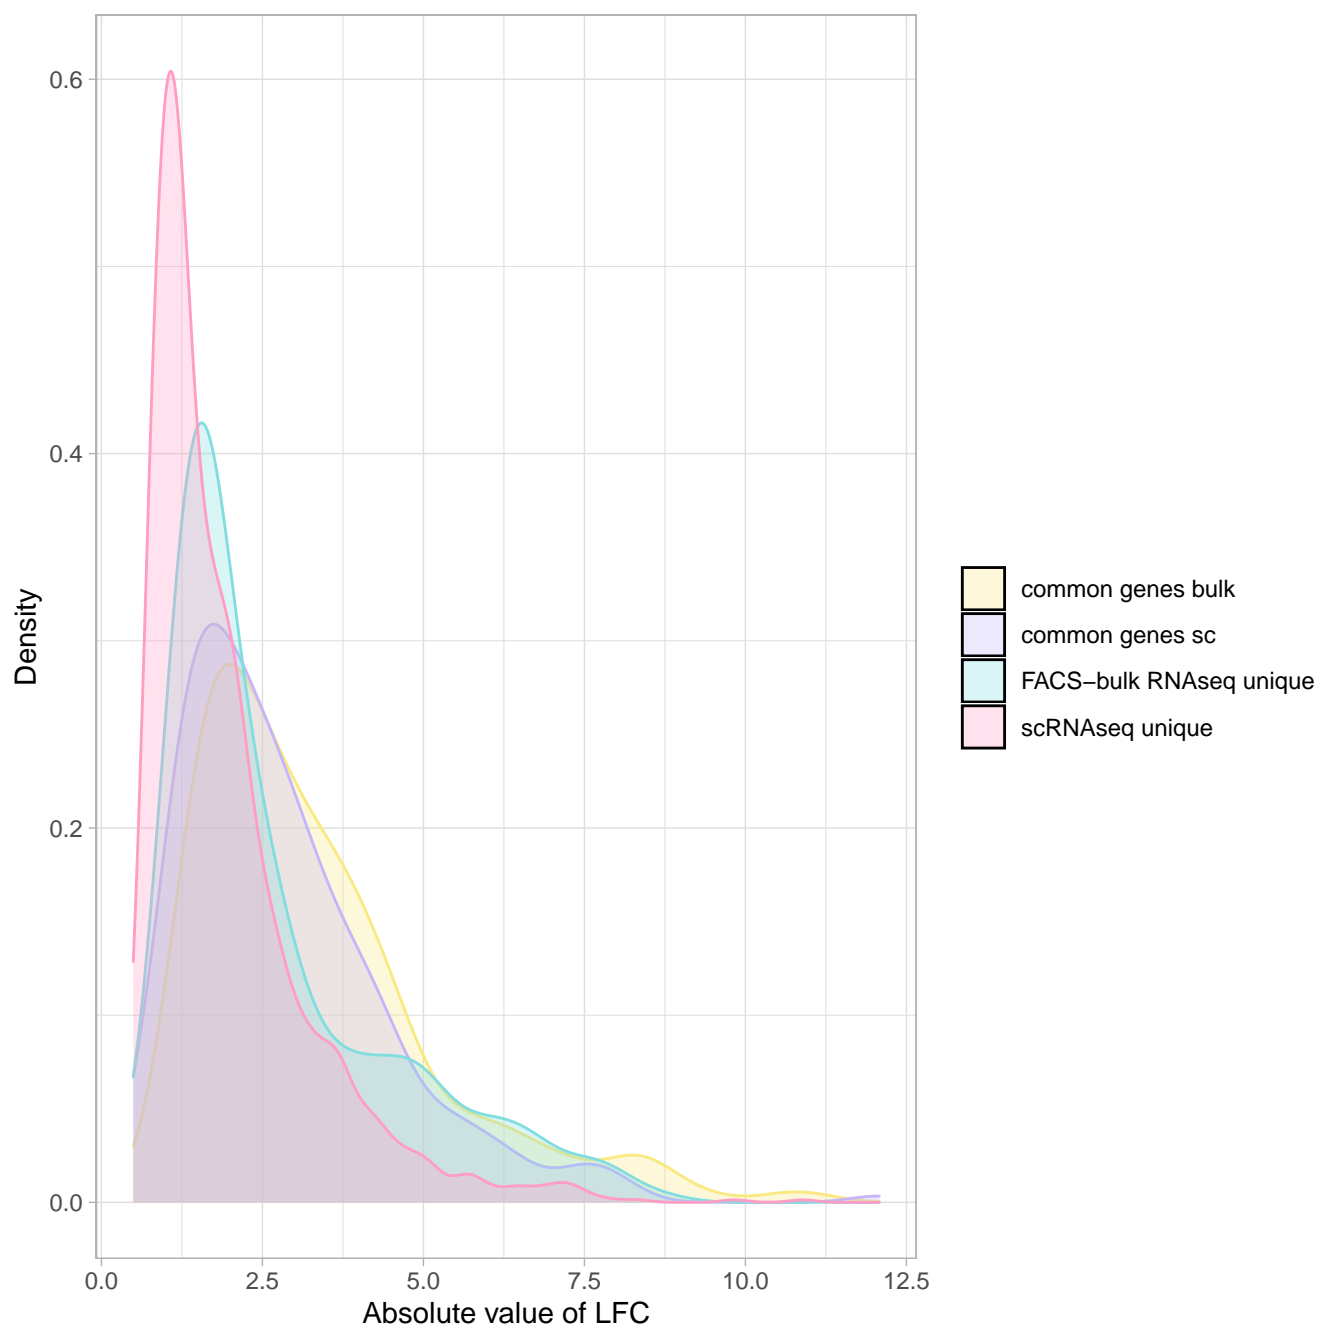 0.6
0.4
0.2
0.0
Density
0.0 2.5 5.0 7.5 10.0 12.5
Absolute value of LFC
common genes bulk
common genes sc
FACS−bulk RNAseq unique
scRNAseq unique